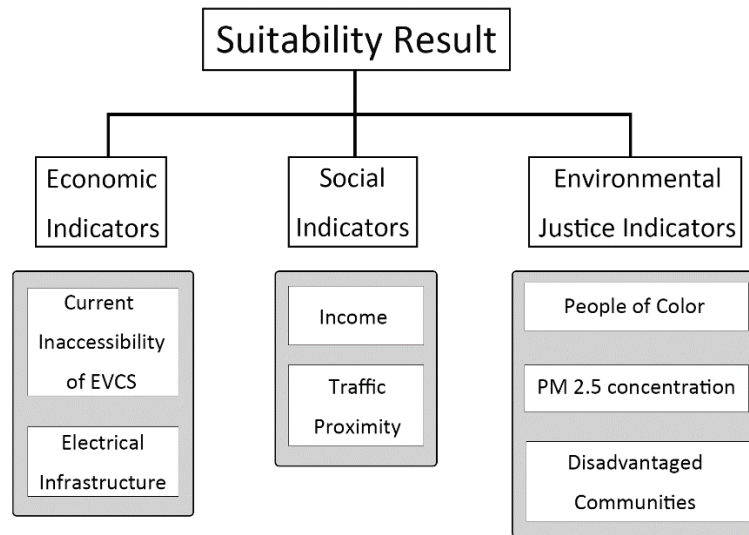 Suitability Result
Economic
Indicators
Social
Indicators
Environmental
Justice Indicators
Current
Inaccessibility
of EVCS
Electrical
Infrastructure
Income
Traffic
Proximity
People of Color
PM 2.5 concentration
Disadvantaged
Communities